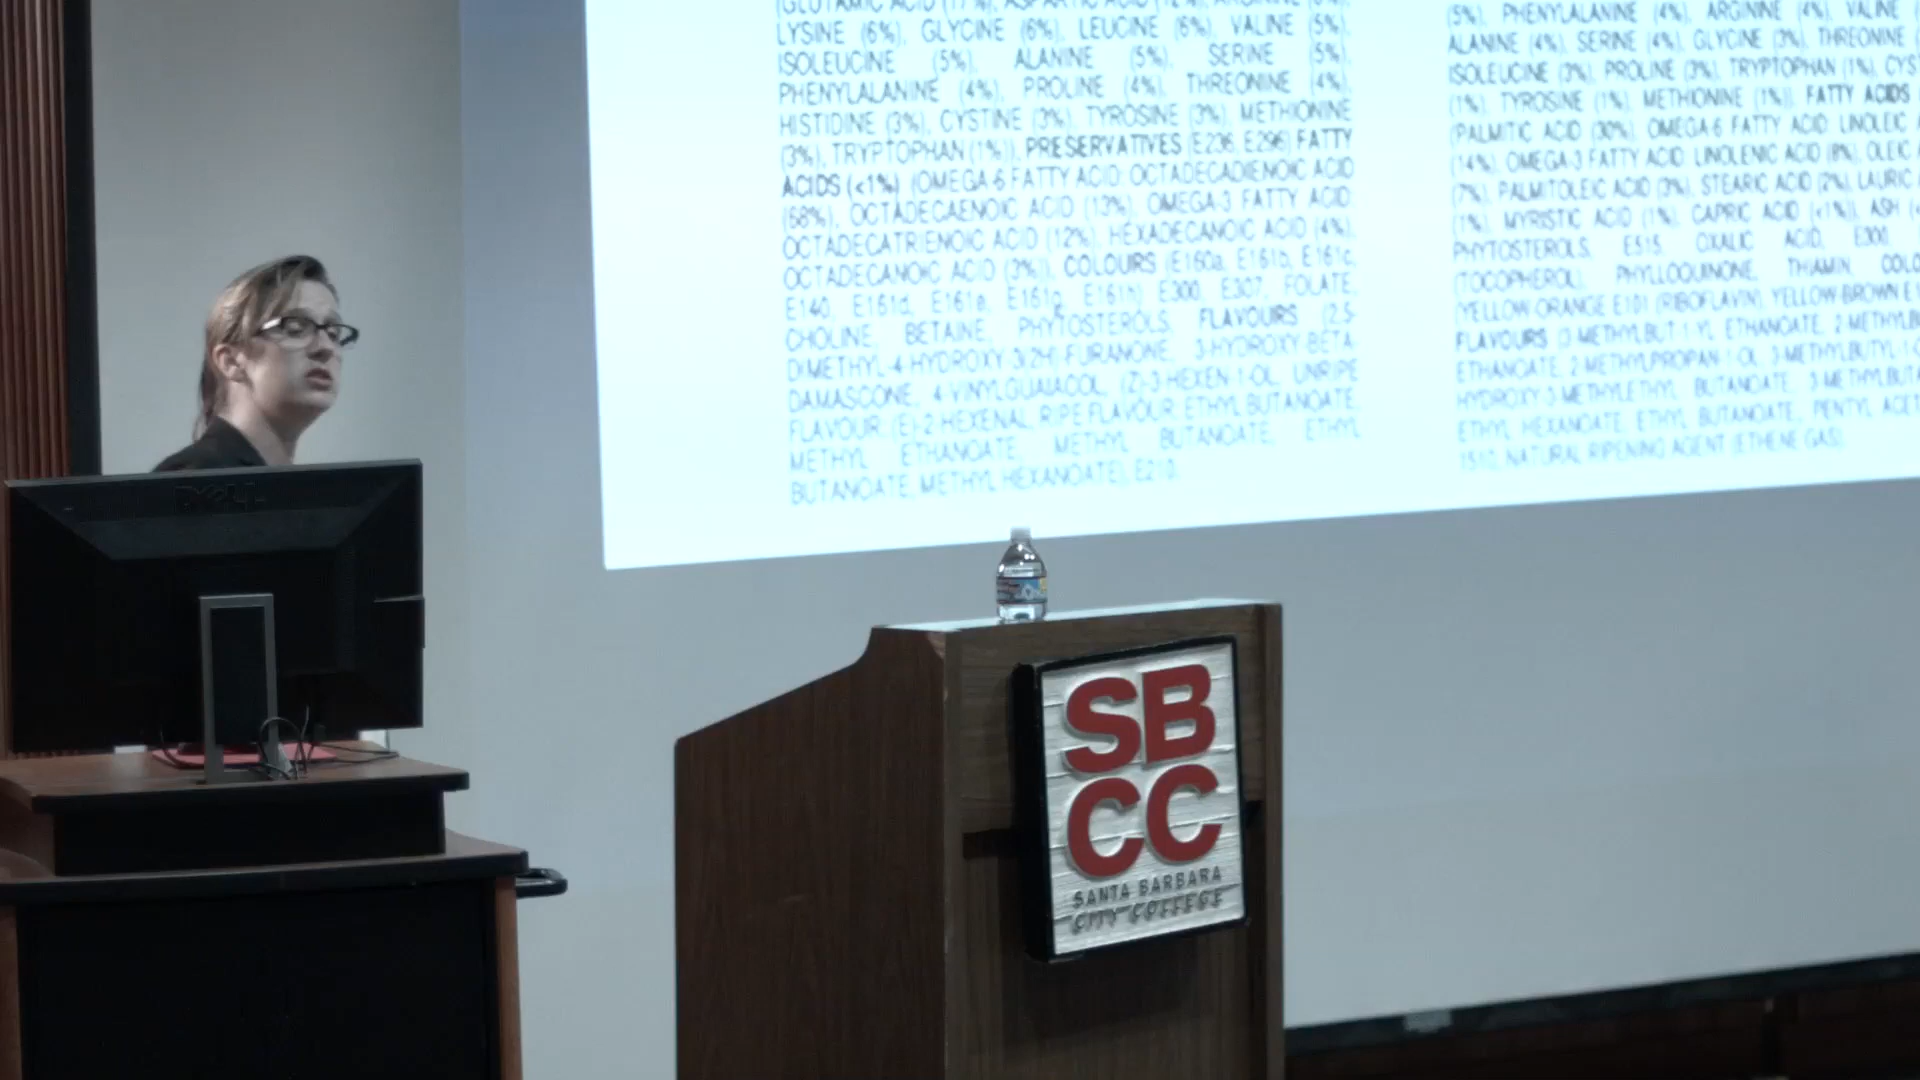 (GLUTAMIC ACID (17%), ASPARTIC ACID (12%), ARGININE (8%),
LYSINE (6%), GLYCINE (6%), LEUCINE (6%), VALINE (5%),
ISOLEUCINE (5%), ALANINE (5%), SERINE (5%),
PHENYLALANINE (4%), PROLINE (4%), THREONINE (4%),
HISTIDINE (3%), CYSTINE (3%), TYROSINE (3%), METHIONINE
(3%), TRYPTOPHAN (1%)), PRESERVATIVES (E236, E296) FATTY
ACIDS (<1%) (OMEGA-6 FATTY ACID: OCTADECADIENOIC ACID
(68%), OCTADECAENOIC ACID (13%), OMEGA-3 FATTY ACID
OCTADECATRIENOIC ACID (12%), HEXADECANOIC ACID (4%),
OCTADECANOIC ACID (3%)), COLOURS (E160a, E161b, E161c,
E140, E161d, E161e, E161g, E161h) E300, E307, FOLATE,
CHOLINE, BETAINE, PHYTOSTEROLS, FLAVOURS (2,5-
DIMETHYL-4-HYDROXY-3(2H)-FURANONE, 3-HYDROXY-BETA-
DAMASCONE, 4-VINYLGUAIACOL, (Z)-3-HEXEN-1-OL, UNRIPE
FLAVOUR: (E)-2-HEXENAL, RIPE FLAVOUR: ETHYL BUTANOATE,
METHYL ETHANOATE, METHYL BUTANOATE, ETHYL
BUTANOATE, METHYL HEXANOATE), E210.
(5%), PHENYLALANINE (4%), ARGININE (4%), VALINE
ALANINE (4%), SERINE (4%), GLYCINE (3%), THREONINE
ISOLEUCINE (3%), PROLINE (3%), TRYPTOPHAN (1%),
(1%), TYROSINE (1%), METHIONINE (1%)), FATTY ACIDS
(PALMITIC ACID (30%), OMEGA-6 FATTY ACID: LINOLEIC
(14%), OMEGA-3 FATTY ACID: LINOLENIC ACID (8%), OLEIC
(7%), PALMITOLEIC ACID (3%), STEARIC ACID (2%), LAURIC
(1%), MYRISTIC ACID (1%), CAPRIC ACID (<1%)), ASH
PHYTOSTEROLS, E515, OXALIC ACID, E300,
(TOCOPHEROL), PHYLLOQUINONE, THIAMIN,
(YELLOW-ORANGE E101 (RIBOFLAVIN), YELLOW-BROWN
FLAVOURS (3-METHYLBUT-1-YL ETHANOATE,
ETHANOATE, 2-METHYLPROPAN-1-OL,
HYDROXY-3-METHYLETHYL BUTANOATE,
ETHYL HEXANOATE, ETHYL BUTANOATE, PENTYL
1510, NATURAL RIPENING AGENT (ETHENE GAS).
DELL
SB
CC
SANTA BARBARA
CITY COLLEGE